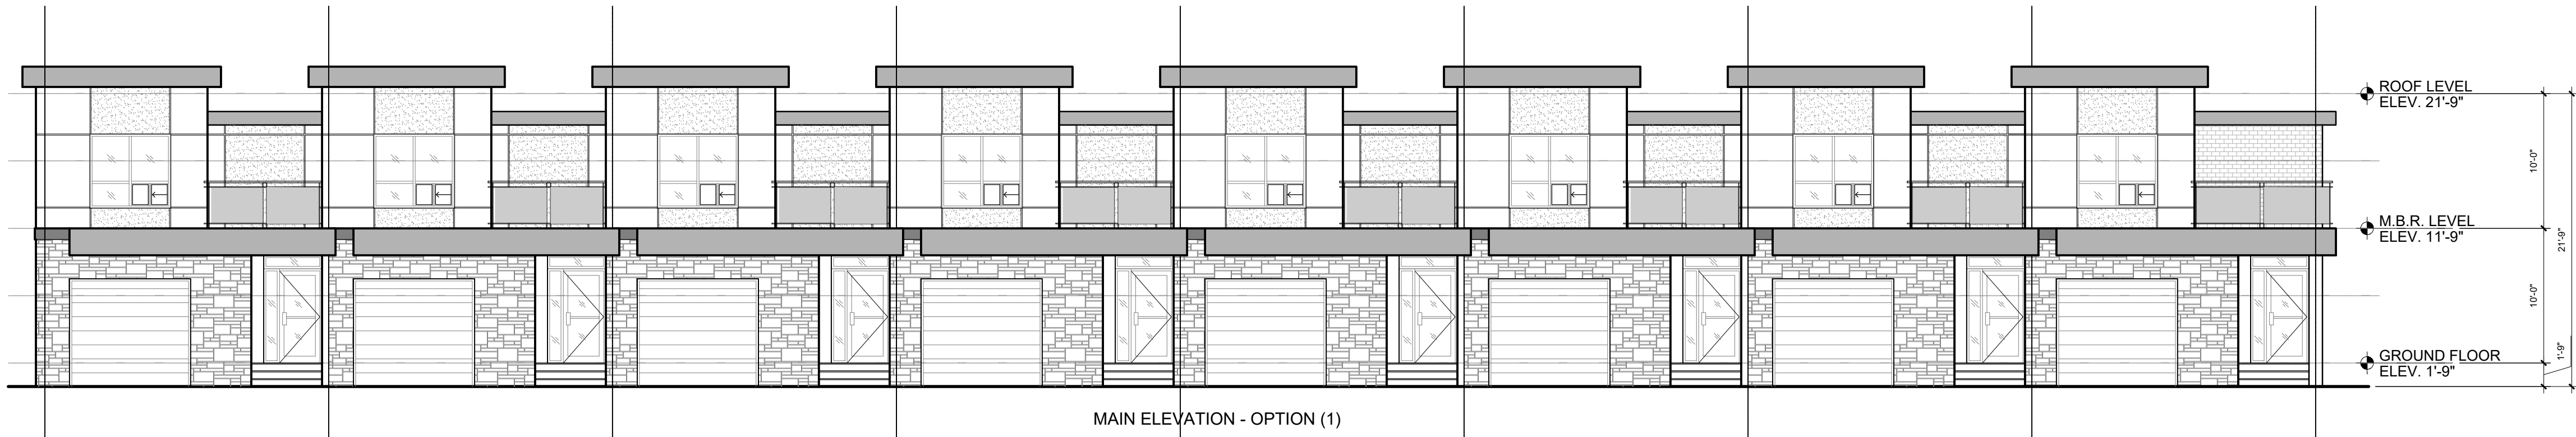 ROOF LEVEL
ELEV. 21'-9"
10'-0"
M.B.R. LEVEL
ELEV. 11'-9"
21'-9"
10'-0"
GROUND FLOOR
ELEV. 1'-9"
1'-9"
MAIN ELEVATION - OPTION (1)